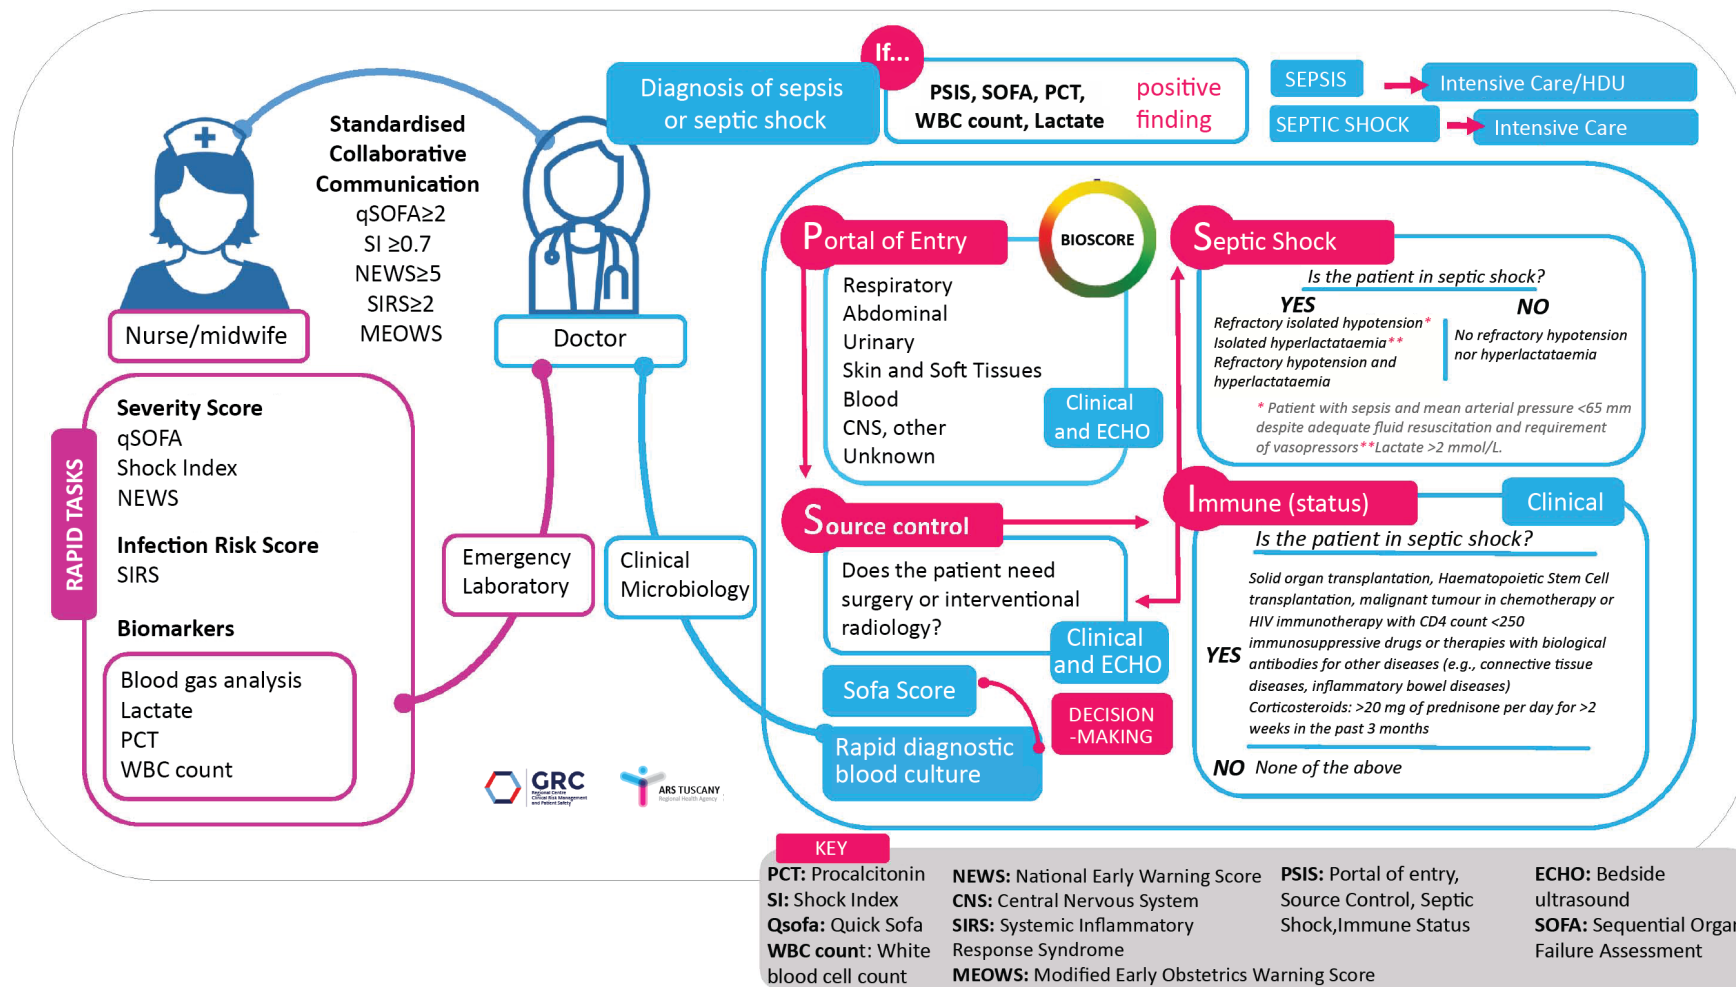 If...
Diagnosis of sepsis
or septic shock
PSIS, SOFA, PCT,
WBC count, Lactate
positive
finding
SEPSIS
Intensive Care/HDU
SEPTIC SHOCK
Intensive Care
Standardised
Collaborative
Communication
qSOFA≥2
SI ≥0.7
NEWS≥5
SIRS≥2
MEOWS
Nurse/midwife
Doctor
RAPID TASKS
Severity Score
qSOFA
Shock Index
NEWS
Infection Risk Score
SIRS
Biomarkers
Blood gas analysis
Lactate
PCT
WBC count
Emergency
Laboratory
Clinical
Microbiology
Portal of Entry
BIOSCORE
Respiratory
Abdominal
Urinary
Skin and Soft Tissues
Blood
CNS, other
Unknown
Clinical
and ECHO
Source control
Does the patient need
surgery or interventional
radiology?
Clinical
and ECHO
Sofa Score
Rapid diagnostic
blood culture
DECISION
-MAKING
Septic Shock
Is the patient in septic shock?
YES
Refractory isolated hypotension*
Isolated hyperlactataemia**
Refractory hypotension and
hyperlactataemia
NO
No refractory hypotension
nor hyperlactataemia
* Patient with sepsis and mean arterial pressure <65 mm
despite adequate fluid resuscitation and requirement
of vasopressors**Lactate >2 mmol/L.
Immune (status)
Clinical
Is the patient in septic shock?
YES
Solid organ transplantation, Haematopoietic Stem Cell
transplantation, malignant tumour in chemotherapy or
HIV immunotherapy with CD4 count <250
immunosuppressive drugs or therapies with biological
antibodies for other diseases (e.g., connective tissue
diseases, inflammatory bowel diseases)
Corticosteroids: >20 mg of prednisone per day for >2
weeks in the past 3 months
NO None of the above
GRC
Regional Centre
Clinical Risk Management
and Patient Safety
ARS TUSCANY
Regional Health Agency
KEY
PCT: Procalcitonin
SI: Shock Index
Qsofa: Quick Sofa
WBC count: White
blood cell count
NEWS: National Early Warning Score
CNS: Central Nervous System
SIRS: Systemic Inflammatory
Response Syndrome
MEOWS: Modified Early Obstetrics Warning Score
PSIS: Portal of entry,
Source Control, Septic
Shock,Immune Status
ECHO: Bedside
ultrasound
SOFA: Sequential Organ
Failure Assessment